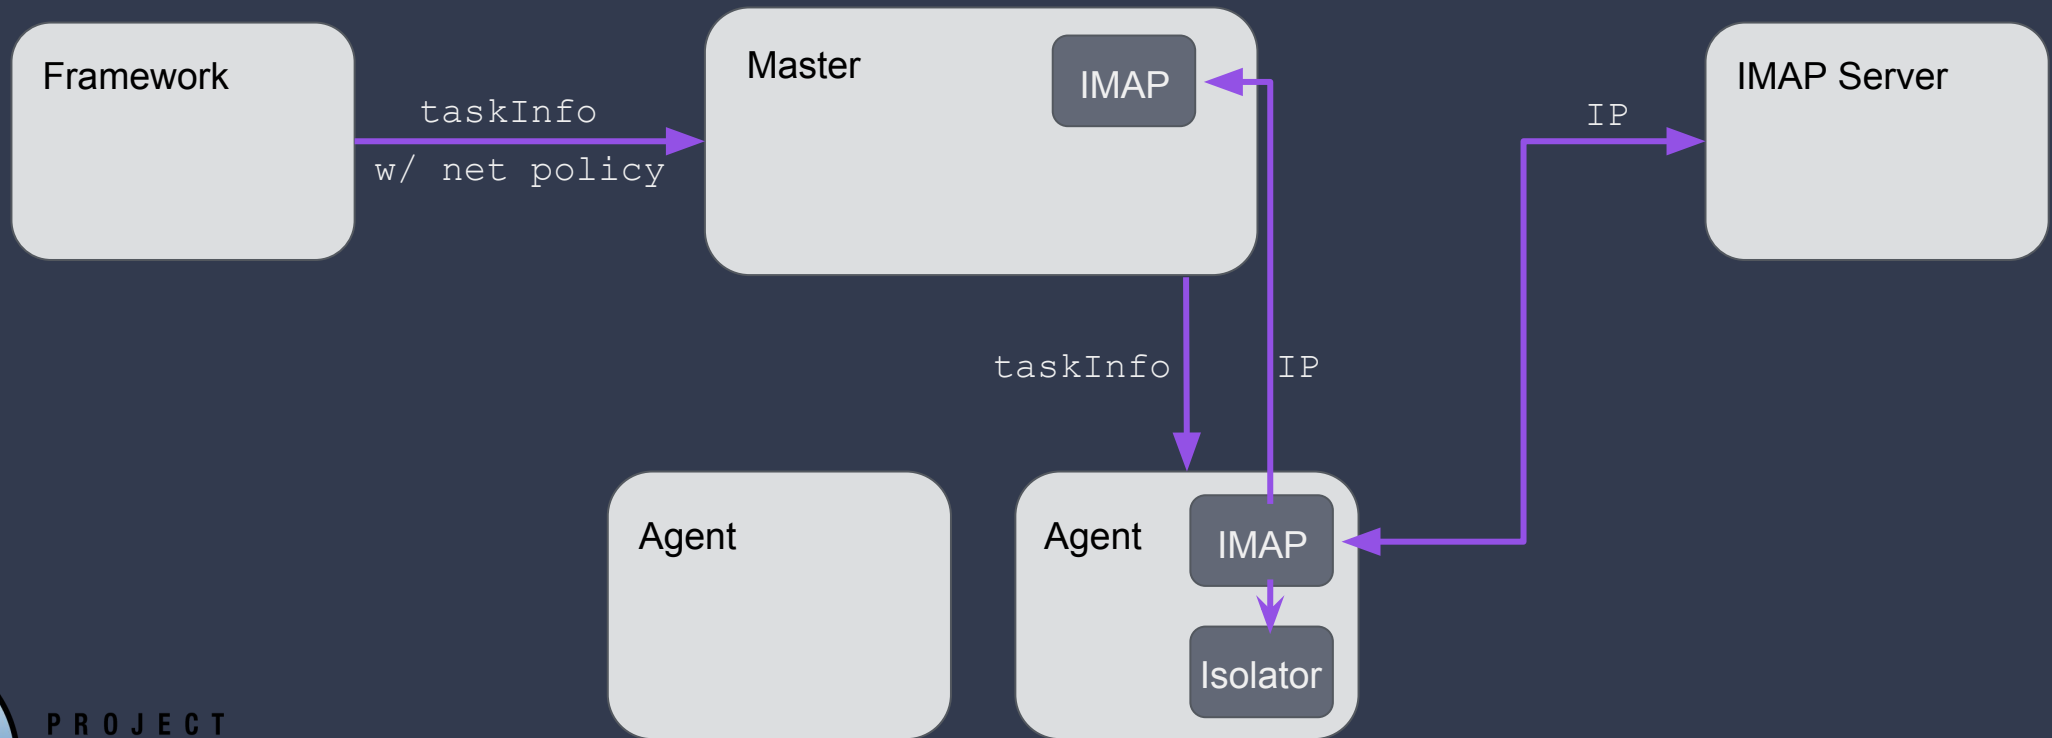 Framework
taskInfo
w/ net policy
Master
IMAP
IP
IMAP Server
taskInfo
IP
Agent
Agent
IMAP
Isolator
PROJECT